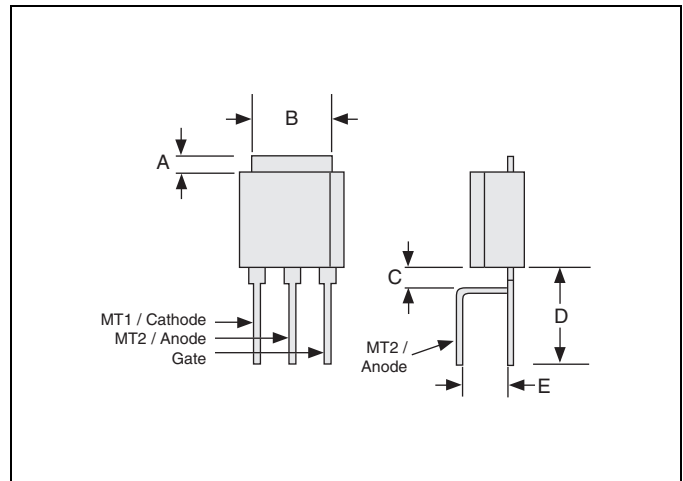 B
A
C
D
MT1 / Cathode
MT2 / Anode
Gate
MT2 /
Anode
E